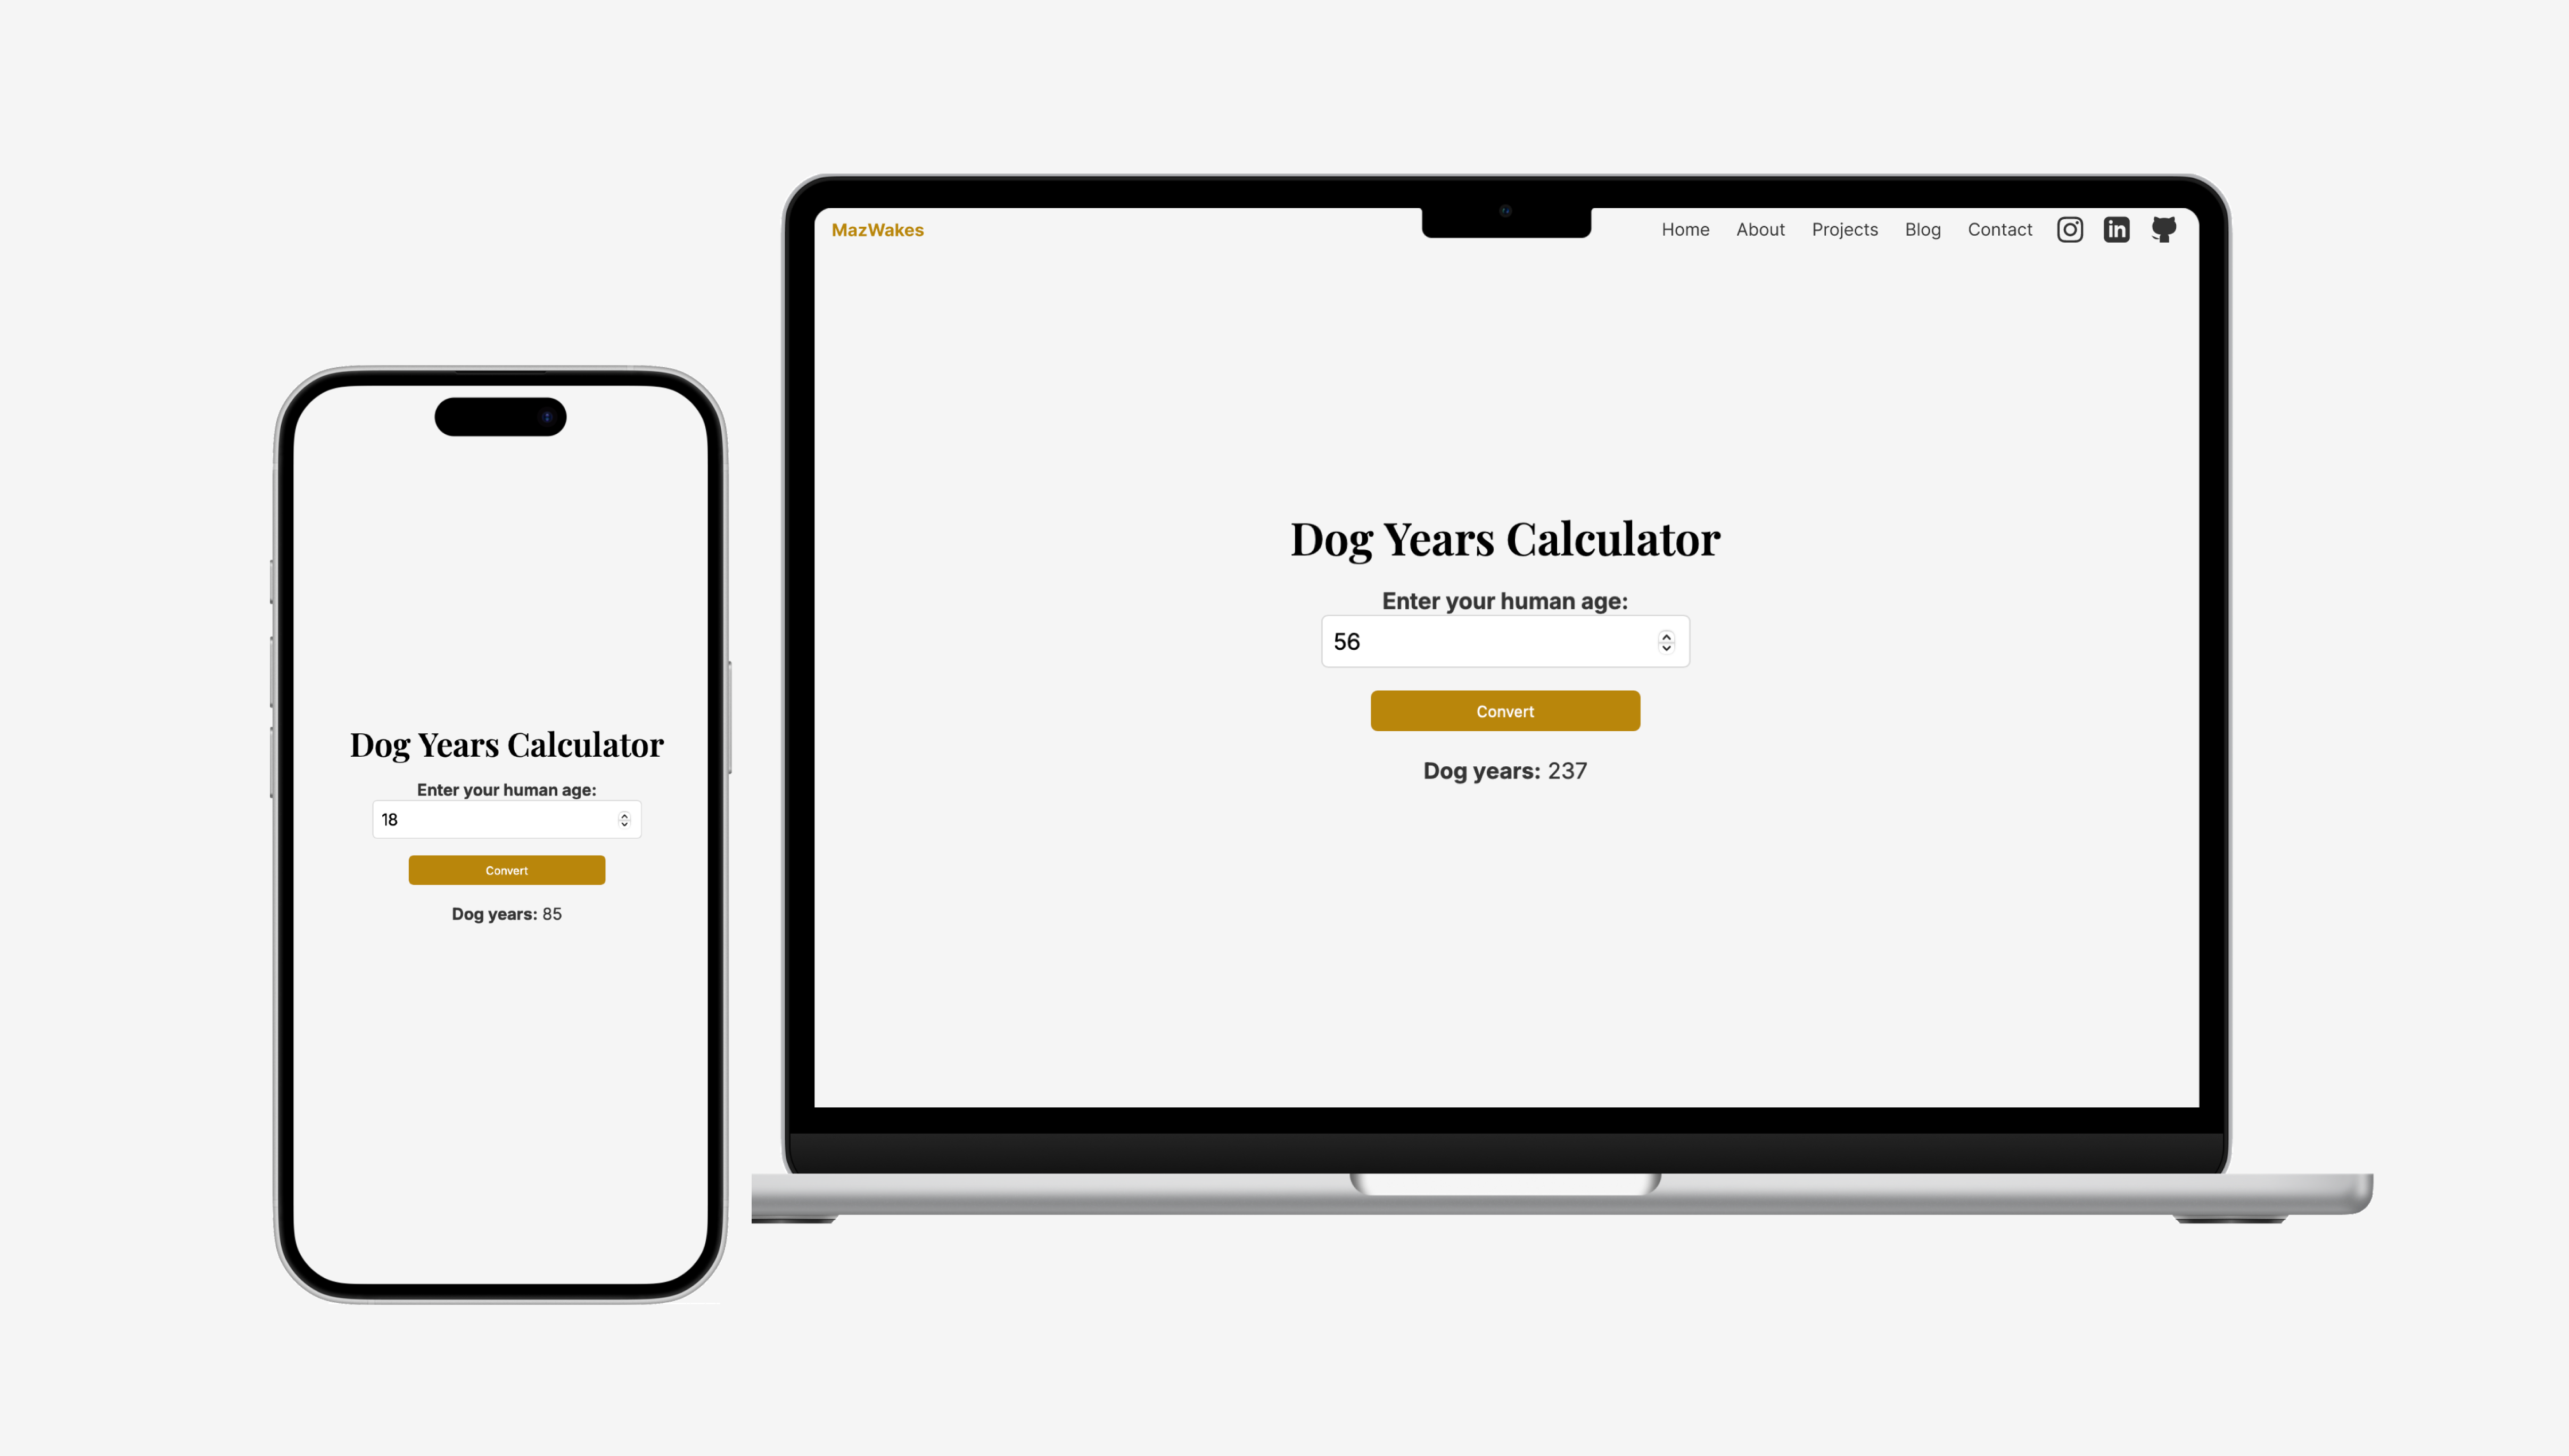 Dog Years Calculator
Enter your human age:
18
Convert
Dog years: 85
MazWakes
Home About Projects Blog Contact
in
Dog Years Calculator
Enter your human age:
56
Convert
Dog years: 237